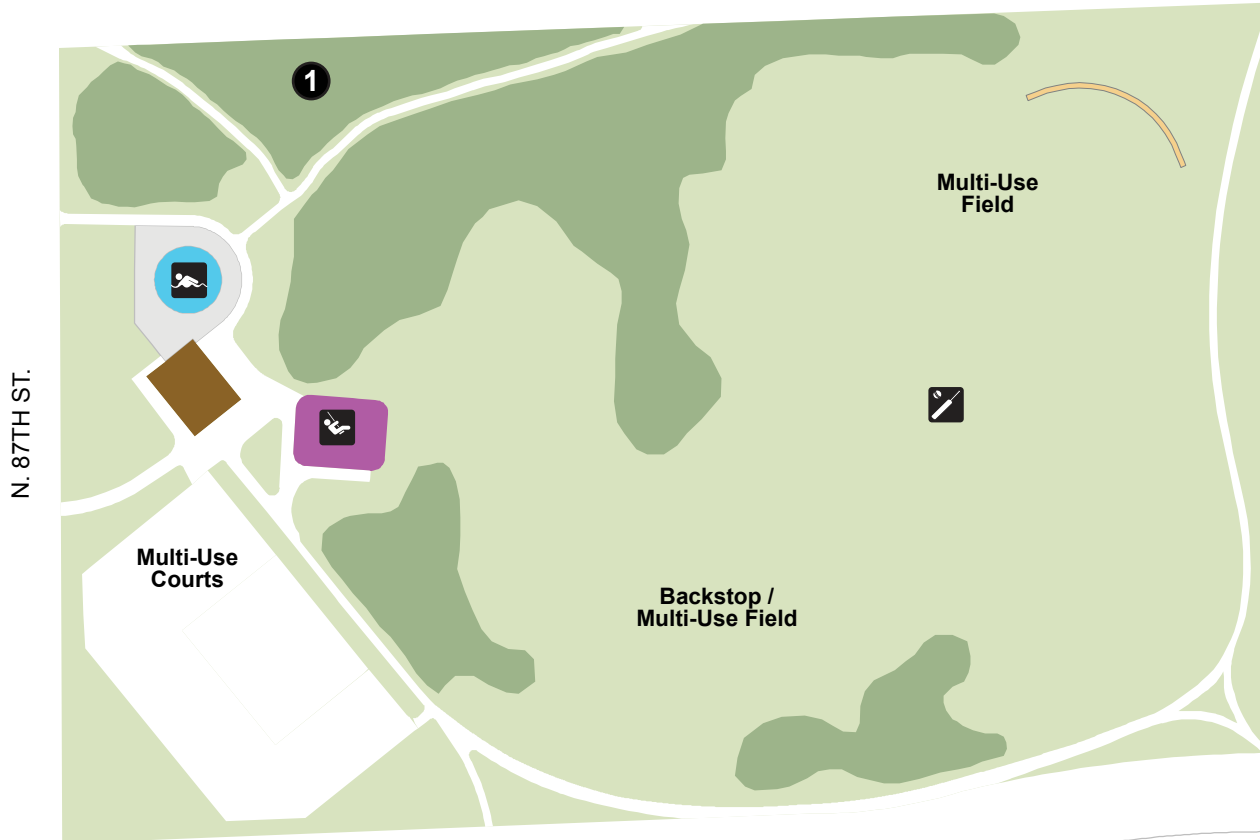 1
Multi-Use
Field
N. 87TH ST.
Multi-Use
Courts
Backstop /
Multi-Use Field